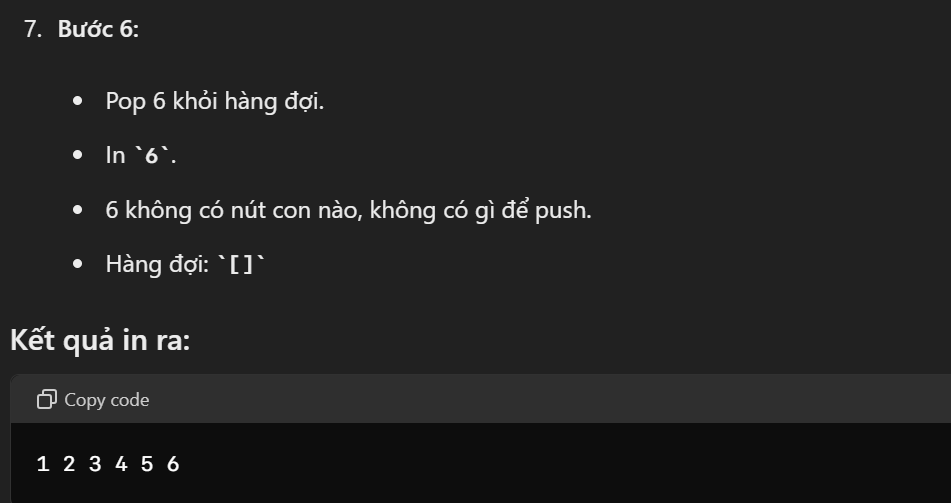 7. Bước 6:
• Pop 6 khỏi hàng đợi.
• In `6`.
• 6 không có nút con nào, không có gì để push.
• Hàng đợi: `[]`
Kết quả in ra:
Copy code
1 2 3 4 5 6